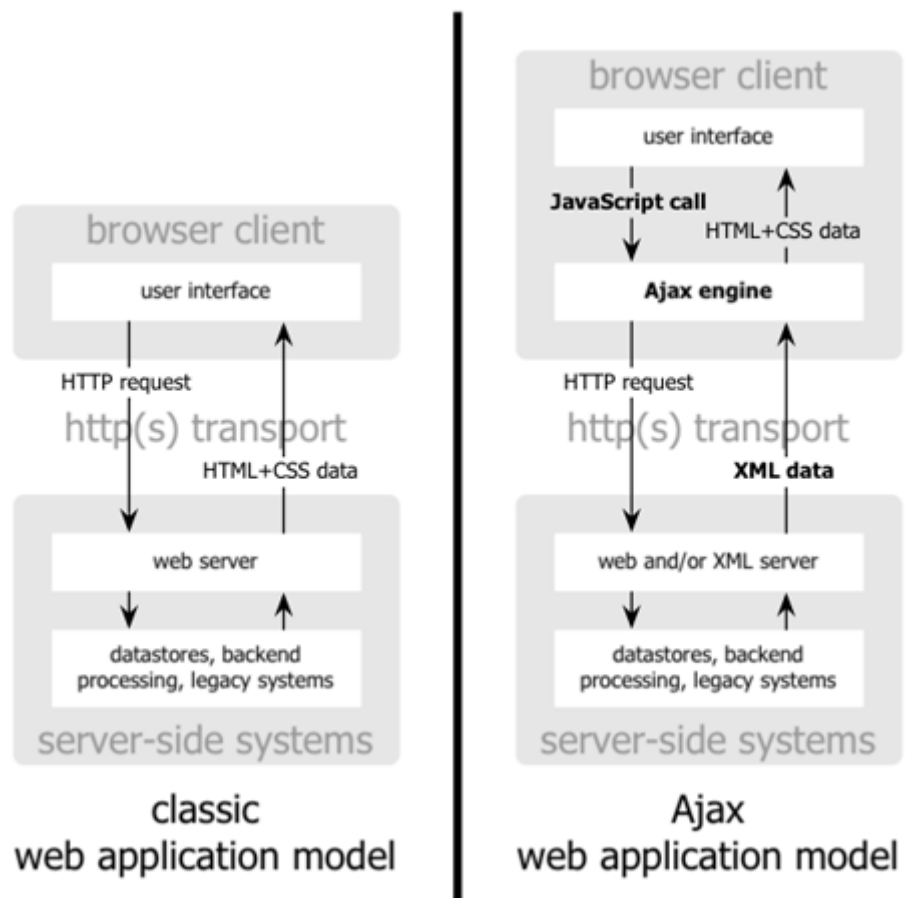 browser client
user interface
HTTP request
http(s) transport
HTML+CSS data
web server
datastores, backend
processing, legacy systems
server-side systems
classic
web application model
browser client
user interface
JavaScript call
HTML+CSS data
Ajax engine
HTTP request
http(s) transport
XML data
web and/or XML server
datastores, backend
processing, legacy systems
server-side systems
Ajax
web application model